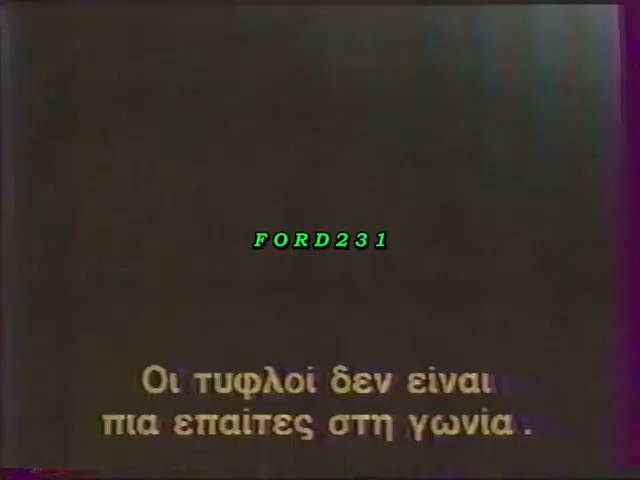 FORD231
Οι τυφλοί δεν είναι
πια επαίτες στη γωνία.